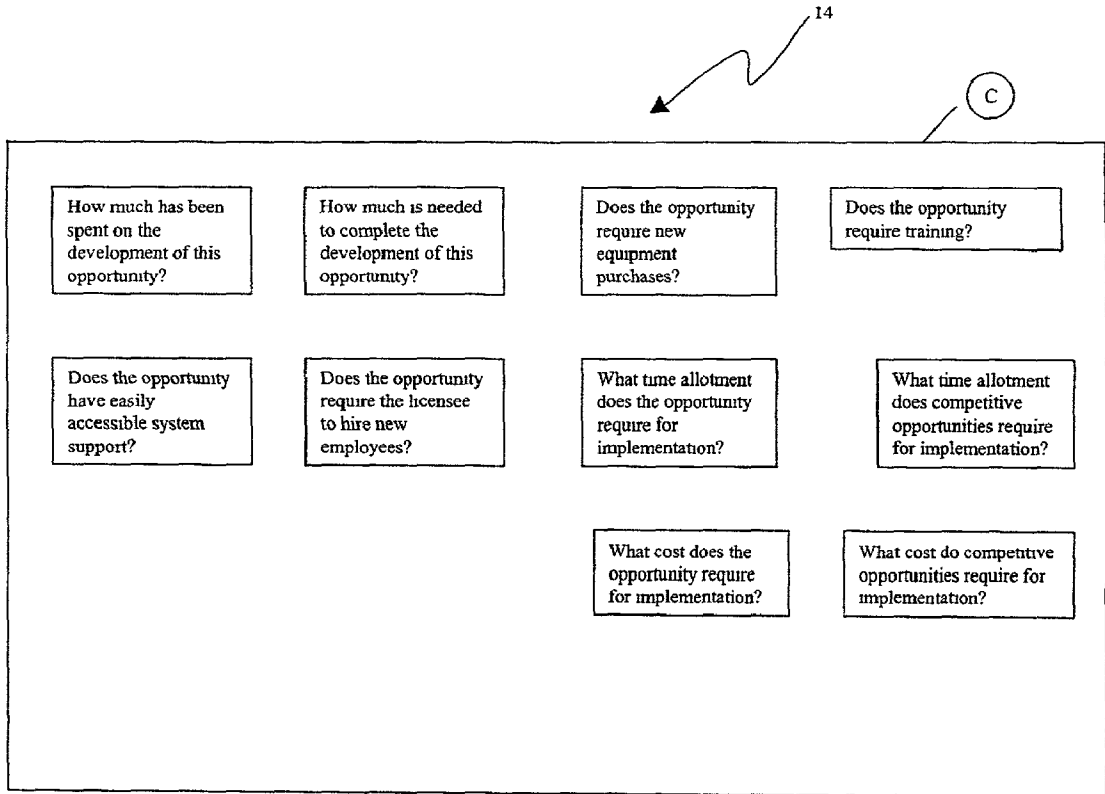 14
C
How much has been
spent on the
development of this
opportunity?
How much is needed
to complete the
development of this
opportunity?
Does the opportunity
require new
equipment
purchases?
Does the opportunity
require training?
Does the opportunity
have easily
accessible system
support?
Does the opportunity
require the licensee
to hire new
employees?
What time allotment
does the opportunity
require for
implementation?
What time allotment
does competitive
opportunities require
for implementation?
What cost does the
opportunity require
for implementation?
What cost do competitive
opportunities require for
implementation?